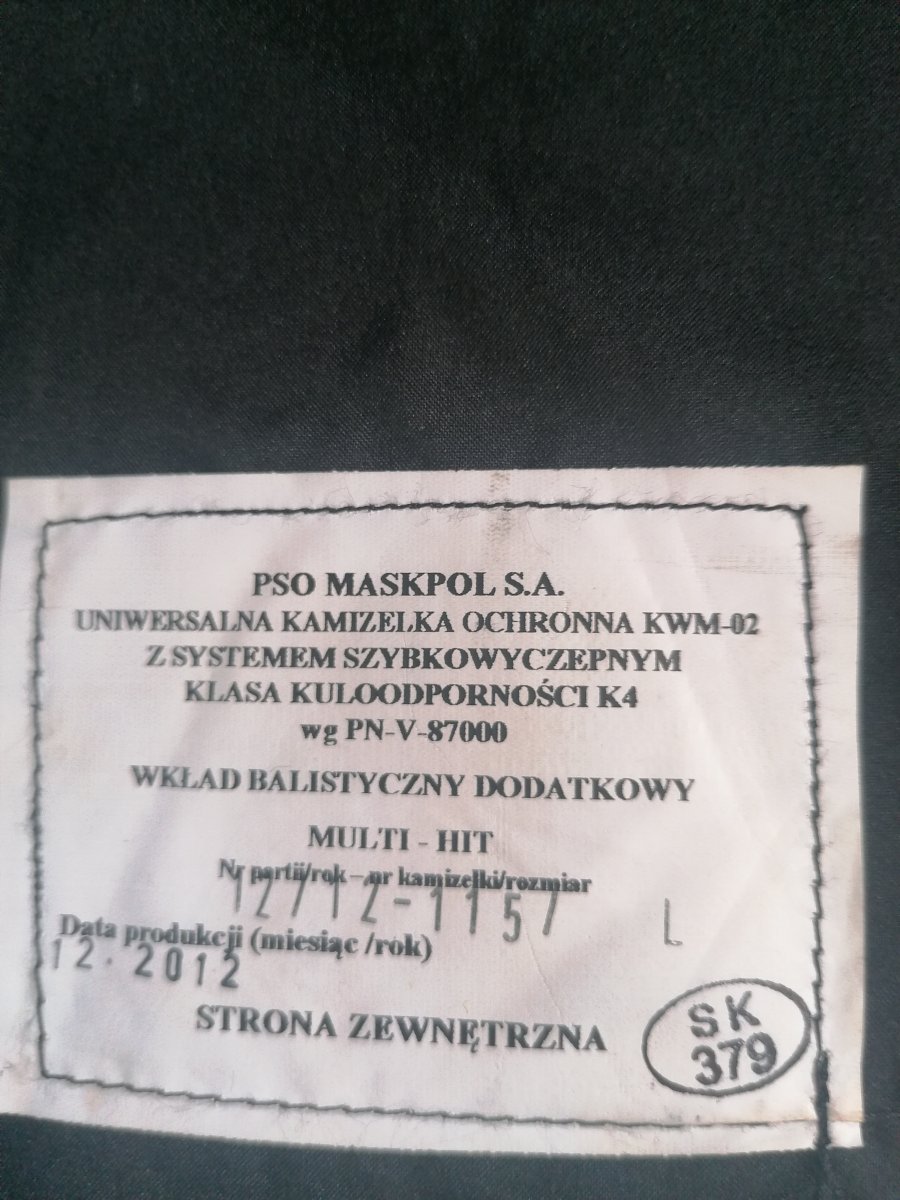 PSO MASKPOL S.A.
UNIWERSALNA KAMIZELKA OCHRONNA KWM-02
Z SYSTEMEM SZYBKOWYCZEPNYM
KLASA KULOODPORNOŚCI K4
wg PN-V-87000
WKŁAD BALISTYCZNY DODATKOWY
MULTI - HIT
Nr partii/rok – nr kamizelki/rozmiar
12/12-1157 L
Data produkcji (miesiąc /rok)
12.2012
STRONA ZEWNĘTRZNA
SK
379